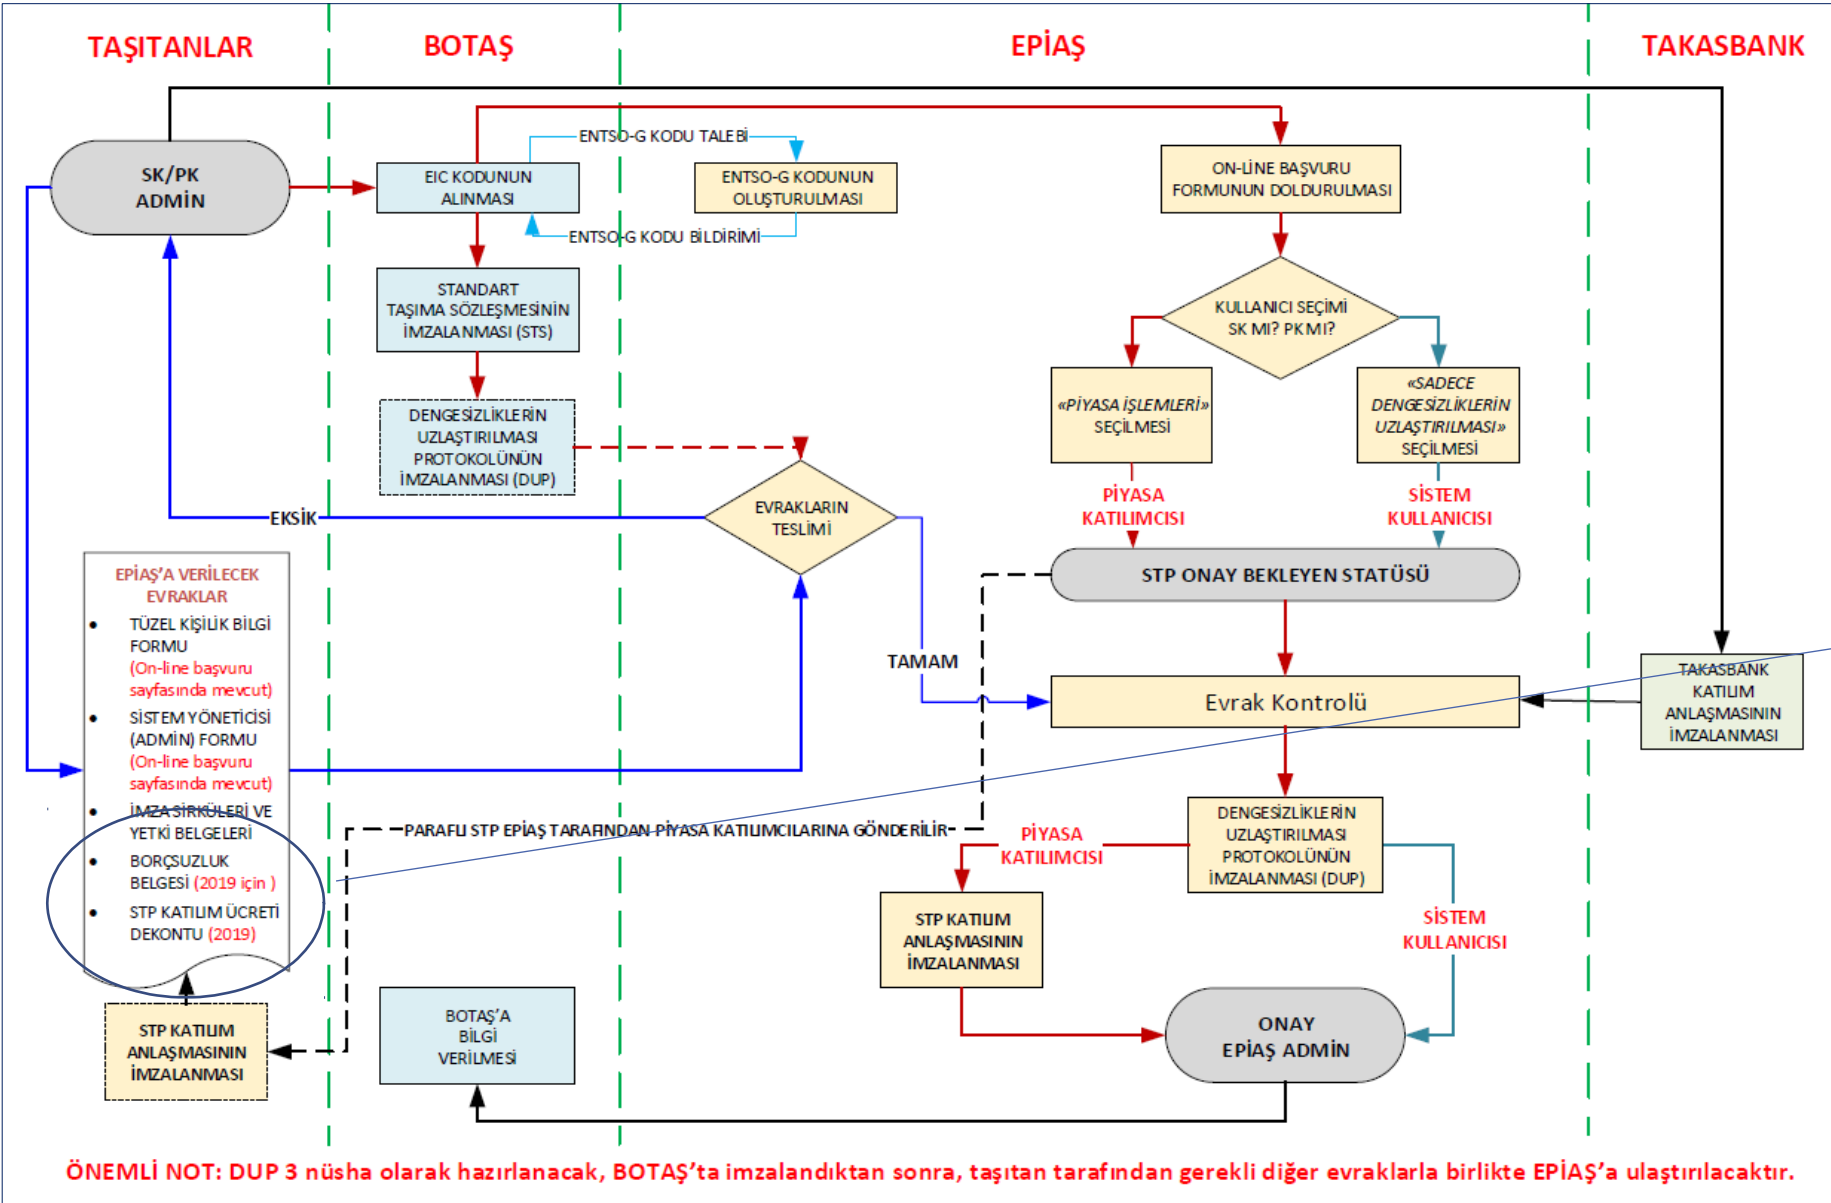 TAŞITANLAR
BOTAŞ
EPİAŞ
TAKASBANK
SK/PK
ADMİN
EIC KODUNUN
ALINMASI
ENTSO-G KODU TALEBİ
ENTSO-G KODUNUN
OLUŞTURULMASI
ENTSO-G KODU BİLDİRİMİ
ON-LİNE BAŞVURU
FORMUNUN DOLDURULMASI
STANDART
TAŞIMA SÖZLEŞMESİNİN
İMZALANMASI (STS)
KULLANICI SEÇİMİ
SK MI? PK MI?
DENGESİZLİKLERİN
UZLAŞTIRILMASI
PROTOKOLÜNÜN
İMZALANMASI (DUP)
«PİYASA İŞLEMLERİ»
SEÇİLMESİ
«SADECE
DENGESİZLİKLERİN
UZLAŞTIRILMASI»
SEÇİLMESİ
PİYASA
KATILIMCISI
SİSTEM
KULLANICISI
EKSİK
EVRAKLARIN
TESLİMİ
STP ONAY BEKLEYEN STATÜSÜ
TAMAM
Evrak Kontrolü
TAKASBANK
KATILIM
ANLAŞMASININ
İMZALANMASI
EPİAŞ'A VERİLECEK
EVRAKLAR
• TÜZEL KİŞİLİK BİLGİ
FORMU
(On-line başvuru
sayfasında mevcut)
• SİSTEM YÖNETİCİSİ
(ADMİN) FORMU
(On-line başvuru
sayfasında mevcut)
• İMZA SİRKÜLERİ VE
YETKİ BELGELERİ
• BORÇSUZLUK
BELGESİ (2019 için )
• STP KATILIM ÜCRETİ
DEKONTU (2019)
PARAFLI STP EPİAŞ TARAFINDAN PİYASA KATILIMCILARINA GÖNDERİLİR
PİYASA
KATILIMCISI
DENGESİZLİKLERİN
UZLAŞTIRILMASI
PROTOKOLÜNÜN
İMZALANMASI (DUP)
SİSTEM
KULLANICISI
STP KATILIM
ANLAŞMASININ
İMZALANMASI
STP KATILIM
ANLAŞMASININ
İMZALANMASI
BOTAŞ'A
BİLGİ
VERİLMESİ
ONAY
EPİAŞ ADMIN
ÖNEMLİ NOT: DUP 3 nüsha olarak hazırlanacak, BOTAŞ'ta imzalandıktan sonra, taşıtan tarafından gerekli diğer evraklarla birlikte EPİAŞ'a ulaştırılacaktır.